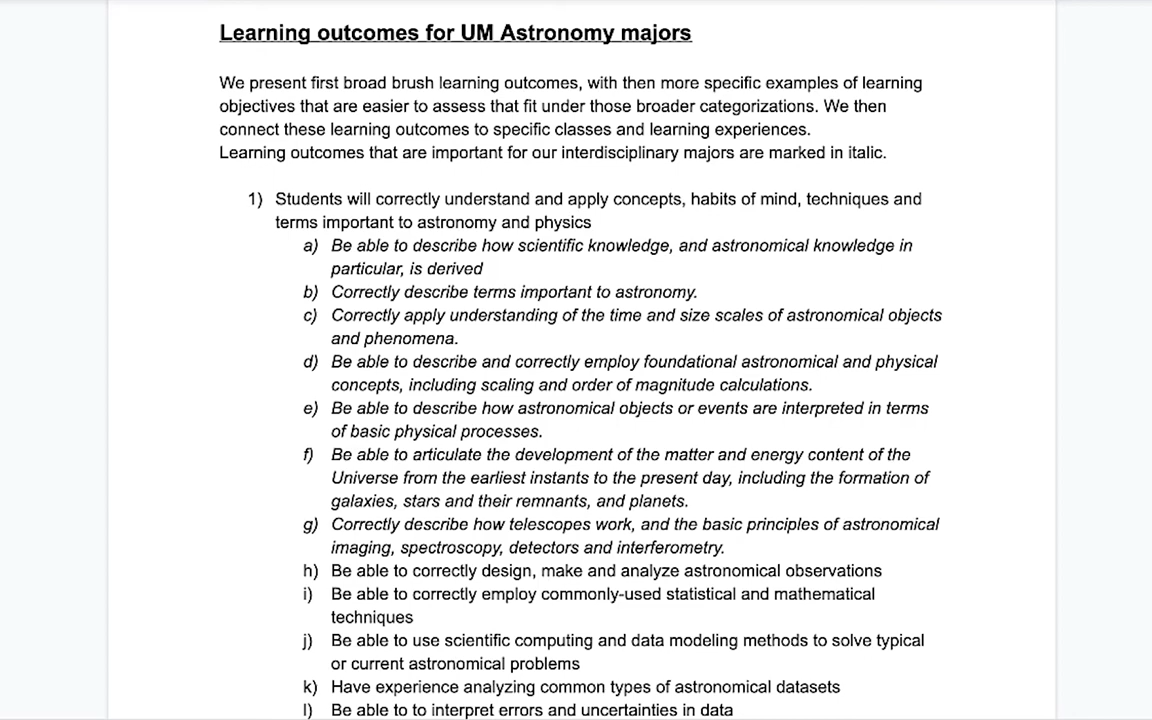 Learning outcomes for UM Astronomy majors
We present first broad brush learning outcomes, with then more specific examples of learning
objectives that are easier to assess that fit under those broader categorizations. We then
connect these learning outcomes to specific classes and learning experiences.
Learning outcomes that are important for our interdisciplinary majors are marked in italic.
1) Students will correctly understand and apply concepts, habits of mind, techniques and
terms important to astronomy and physics
a) Be able to describe how scientific knowledge, and astronomical knowledge in
particular, is derived
b) Correctly describe terms important to astronomy.
c) Correctly apply understanding of the time and size scales of astronomical objects
and phenomena.
d) Be able to describe and correctly employ foundational astronomical and physical
concepts, including scaling and order of magnitude calculations.
e) Be able to describe how astronomical objects or events are interpreted in terms
of basic physical processes.
f) Be able to articulate the development of the matter and energy content of the
Universe from the earliest instants to the present day, including the formation of
galaxies, stars and their remnants, and planets.
g) Correctly describe how telescopes work, and the basic principles of astronomical
imaging, spectroscopy, detectors and interferometry.
h) Be able to correctly design, make and analyze astronomical observations
i) Be able to correctly employ commonly-used statistical and mathematical
techniques
j) Be able to use scientific computing and data modeling methods to solve typical
or current astronomical problems
k) Have experience analyzing common types of astronomical datasets
l) Be able to to interpret errors and uncertainties in data